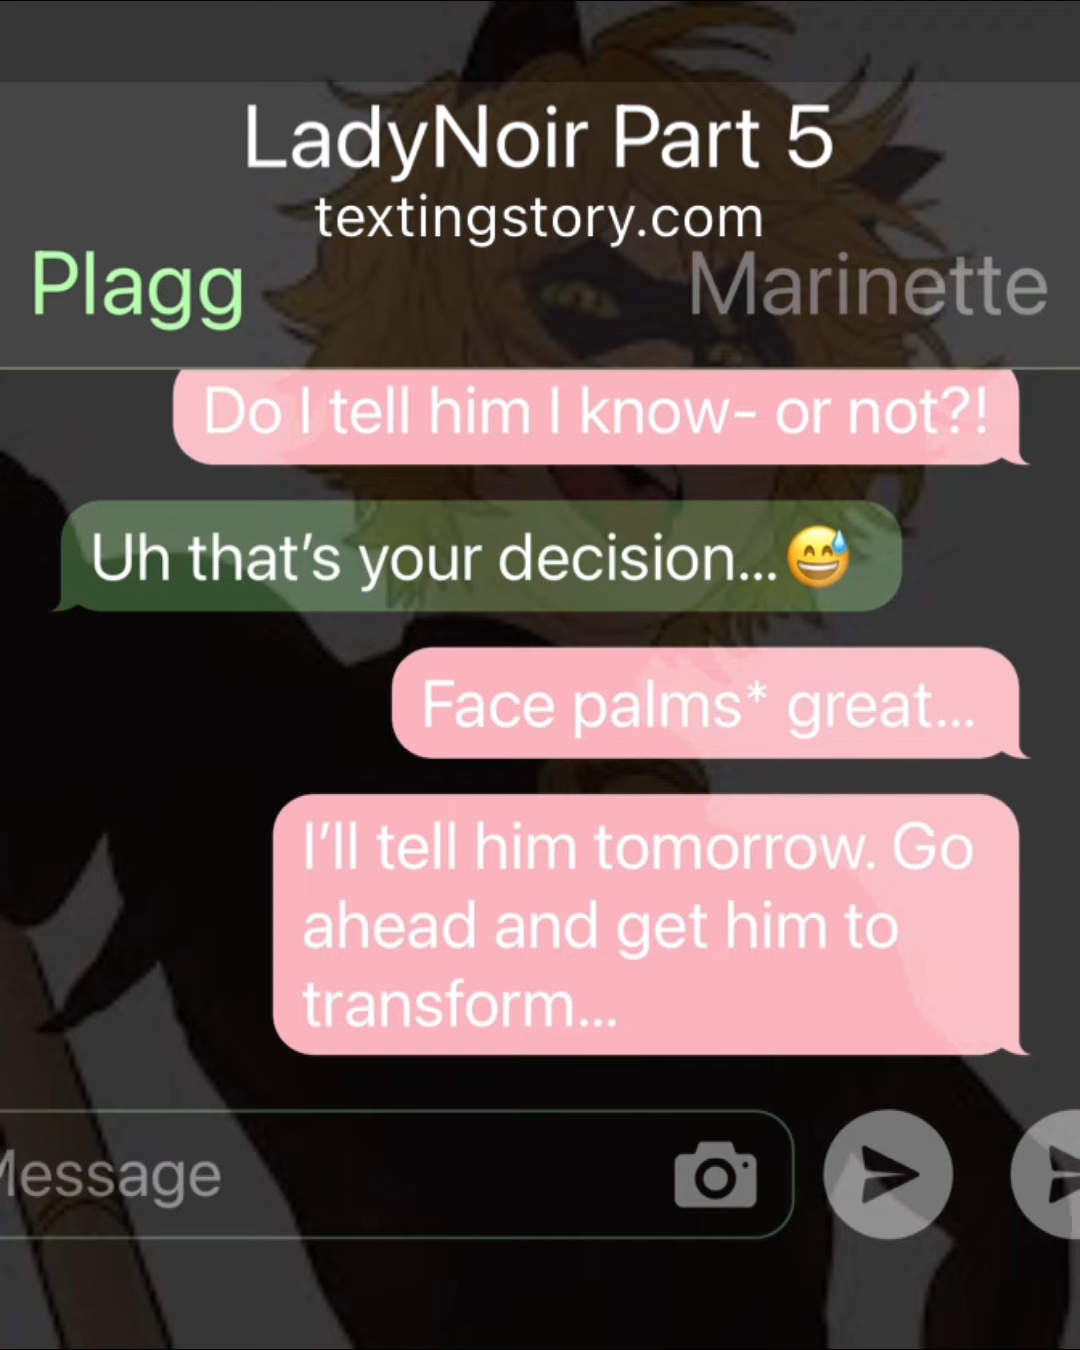 LadyNoir Part 5
textingstory.com
Plagg Marinette
Do I tell him I know- or not?!
Uh that’s your decision...😅
Face palms* great...
I’ll tell him tomorrow. Go
ahead and get him to
transform...
Message